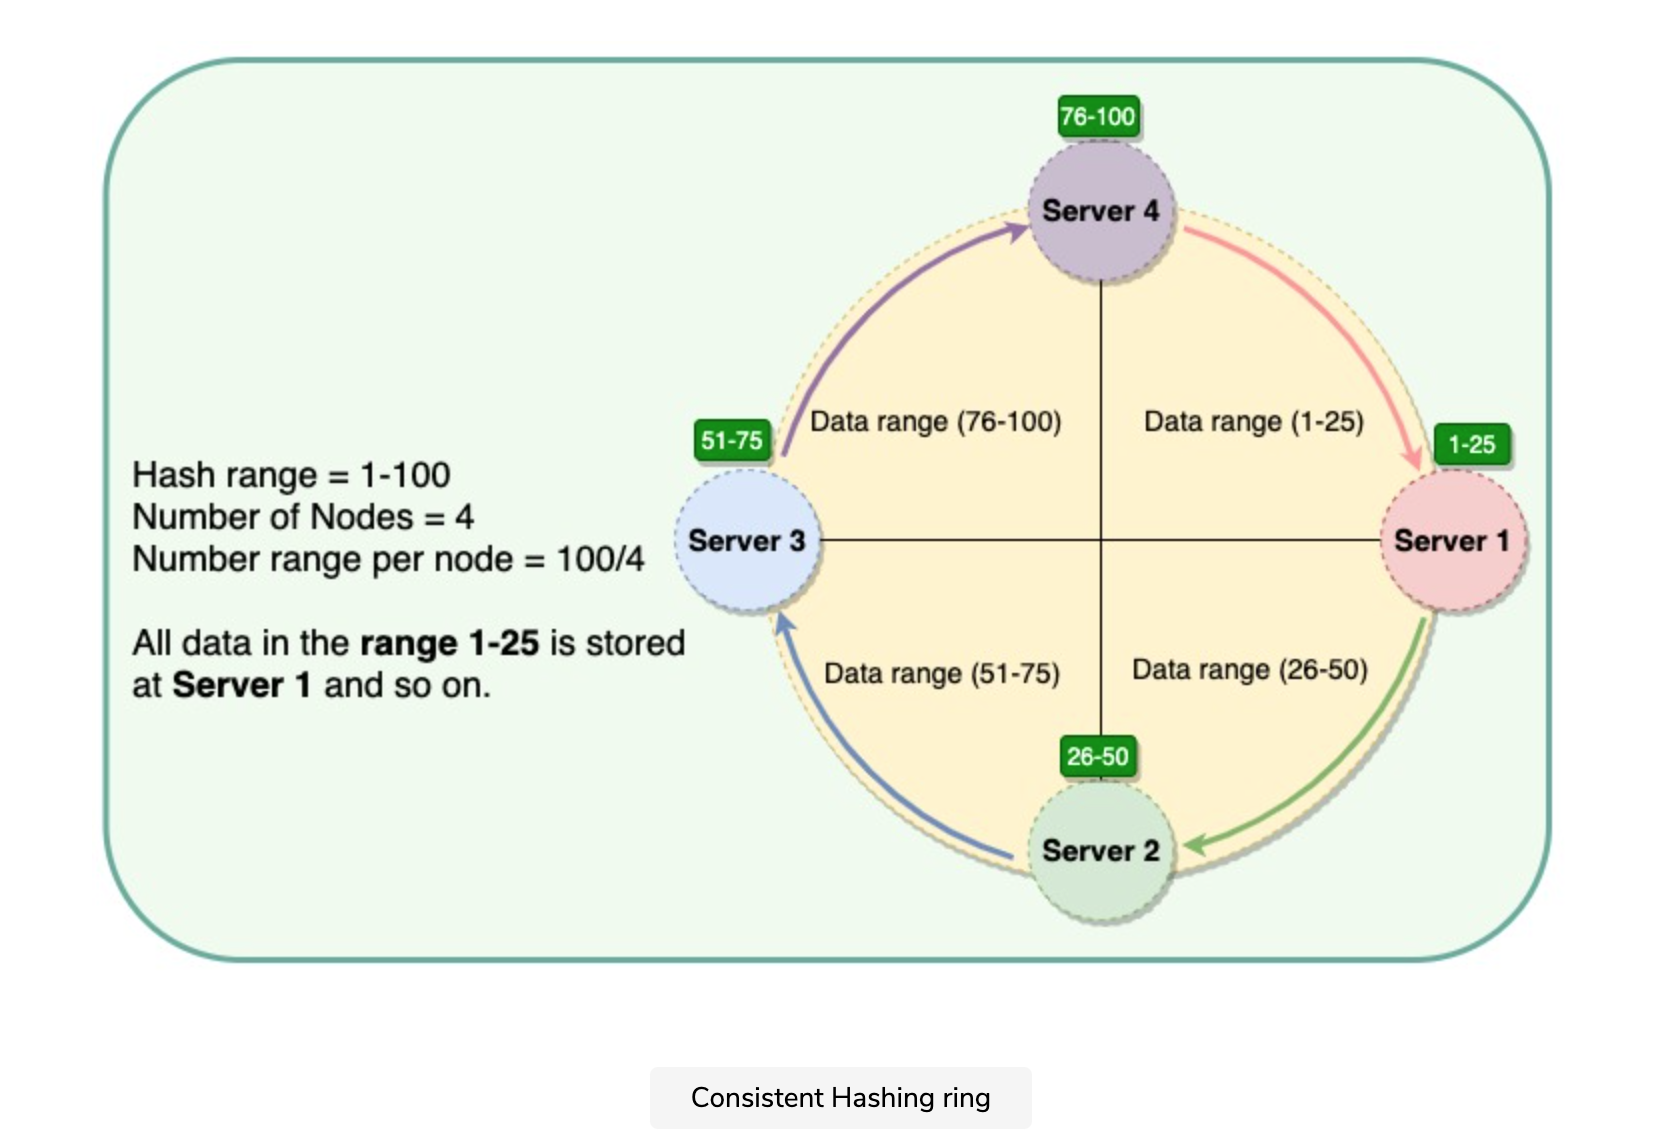 76-100
Server 4
Data range (76-100)
Data range (1-25)
51-75
1-25
Hash range = 1-100
Number of Nodes = 4
Number range per node = 100/4
Server 3
Server 1
All data in the range 1-25 is stored
at Server 1 and so on.
Data range (51-75)
Data range (26-50)
26-50
Server 2
Consistent Hashing ring